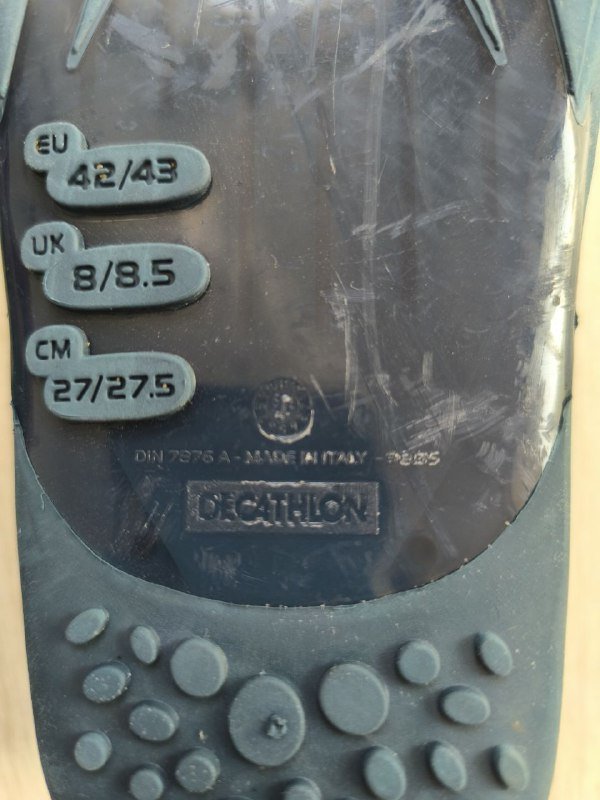 EU
42/43
UK
8/8.5
CM
27/27.5
DIN 7876 A - MADE IN ITALY -
DECATHLON